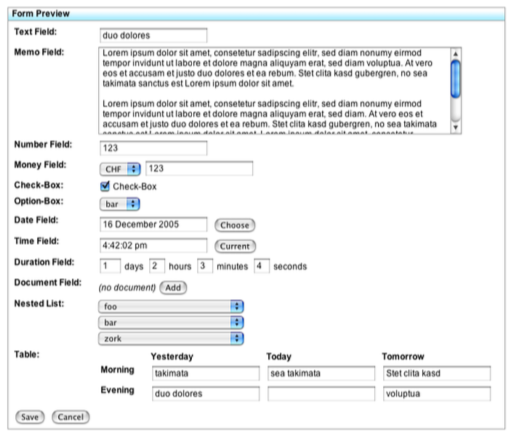 Form Preview
Text Field: duo dolores
Memo Field: Lorem ipsum dolor sit amet, consetetur sadipscing elitr, sed diam nonumy eirmod
tempor invidunt ut labore et dolore magna aliquyam erat, sed diam voluptua. At vero
eos et accusam et justo duo dolores et ea rebum. Stet clita kasd gubergren, no sea
takimata sanctus est Lorem ipsum dolor sit amet.
Lorem ipsum dolor sit amet, consetetur sadipscing elitr, sed diam nonumy eirmod
tempor invidunt ut labore et dolore magna aliquyam erat, sed diam. At vero eos et
accusam et justo duo dolores et ea rebum. Stet clita kasd gubergren, no sea takimata
Number Field: 123
Money Field: CHF 123
Check-Box: Check-Box
Option-Box: bar
Date Field: 16 December 2005 Choose
Time Field: 4:42:02 pm Current
Duration Field: 1 days 2 hours 3 minutes 4 seconds
Document Field: (no document) Add
Nested List: foo
bar
zork
Table: Yesterday Today Tomorrow
Morning takimata sea takimata Stet clita kasd
Evening duo dolores voluptua
Save Cancel